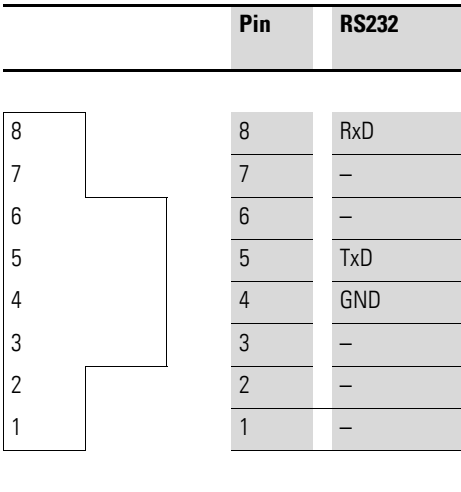 Pin RS232
8 8 RxD
7 7 –
6 6 –
5 5 TxD
4 4 GND
3 3 –
2 2 –
1 1 –